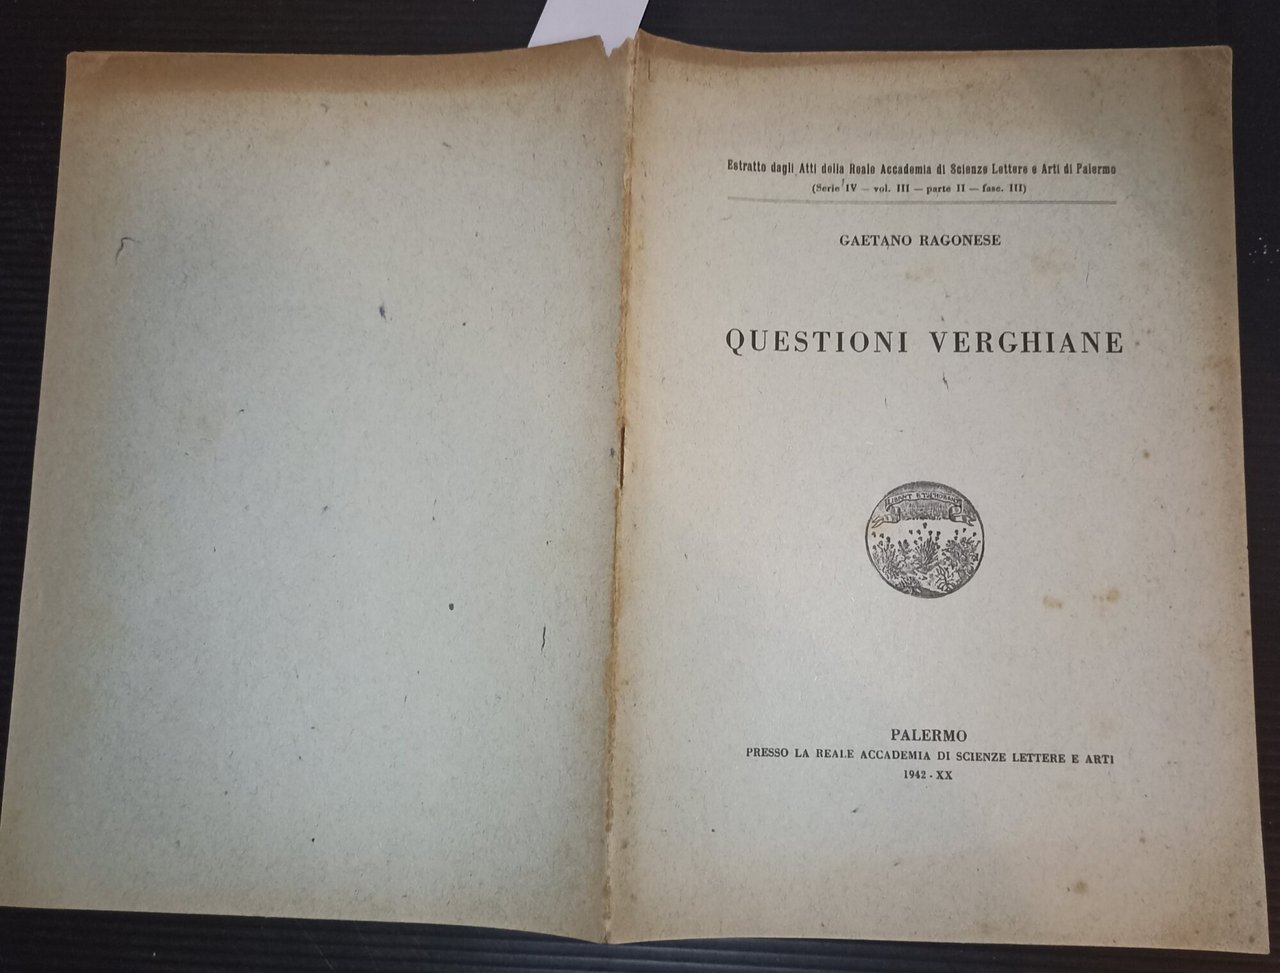 Estratto dagli Atti della Reale Accademia di Scienze Lettere e Arti di Palermo
(Serie IV – vol. III – parte II – fasc. III)
GAETANO RAGONESE
QUESTIONI VERGHIANE
PALERMO
PRESSO LA REALE ACCADEMIA DI SCIENZE LETTERE E ARTI
1942 - XX